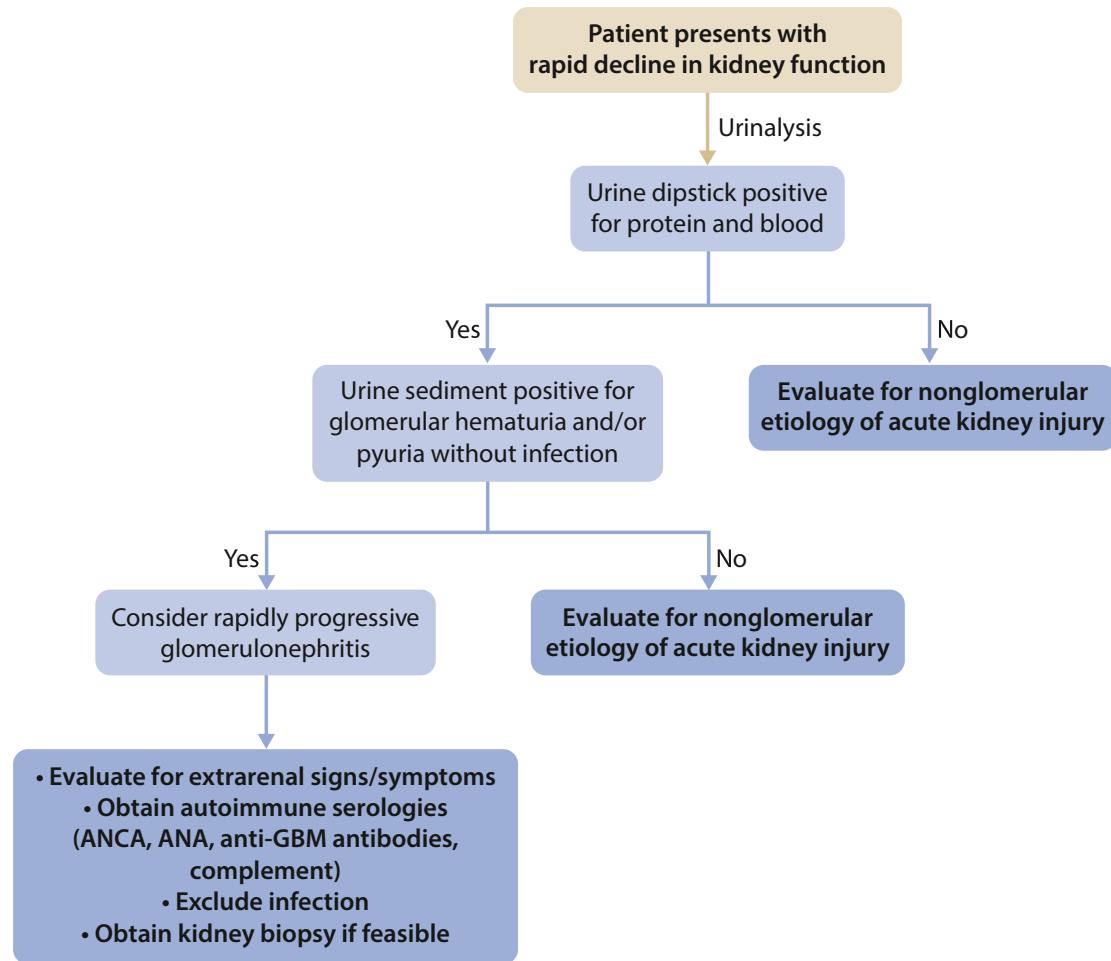 Patient presents with
rapid decline in kidney function
Urinalysis
Urine dipstick positive
for protein and blood
Yes
No
Urine sediment positive for
glomerular hematuria and/or
pyuria without infection
Evaluate for nonglomerular
etiology of acute kidney injury
Yes
No
Consider rapidly progressive
glomerulonephritis
Evaluate for nonglomerular
etiology of acute kidney injury
• Evaluate for extrarenal signs/symptoms
• Obtain autoimmune serologies
(ANCA, ANA, anti-GBM antibodies,
complement)
• Exclude infection
• Obtain kidney biopsy if feasible